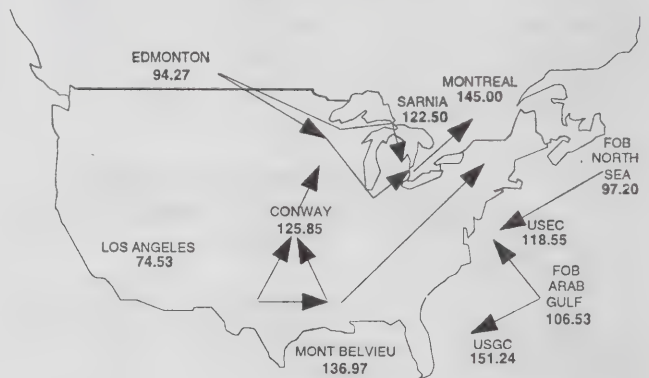 EDMONTON
94.27
MONTREAL
145.00
SARNIA
122.50
FOB
NORTH
SEA
97.20
CONWAY
125.85
USEC
118.55
LOS ANGELES
74.53
FOB
ARAB
GULF
106.53
USGC
151.24
MONT BELVIEU
136.97